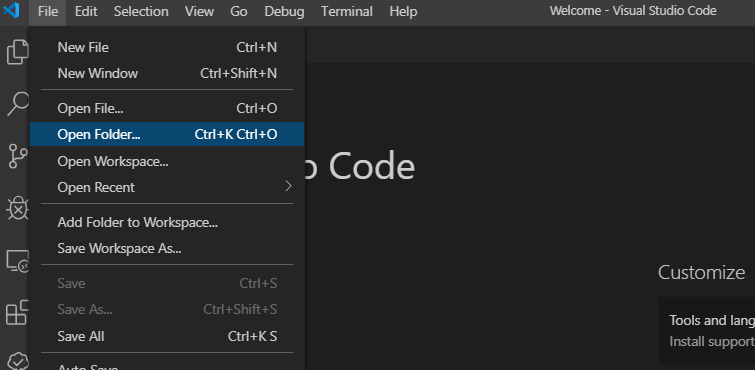 File Edit Selection View Go Debug Terminal Help Welcome - Visual Studio Code
New File Ctrl+N
New Window Ctrl+Shift+N
Open File... Ctrl+O
Open Folder... Ctrl+K Ctrl+O
Open Workspace...
o Code
Open Recent
Add Folder to Workspace...
Save Workspace As...
Customize
Save Ctrl+S
Save As... Ctrl+Shift+S
Tools and lang
Save All Ctrl+K S
Install support
Auto Save